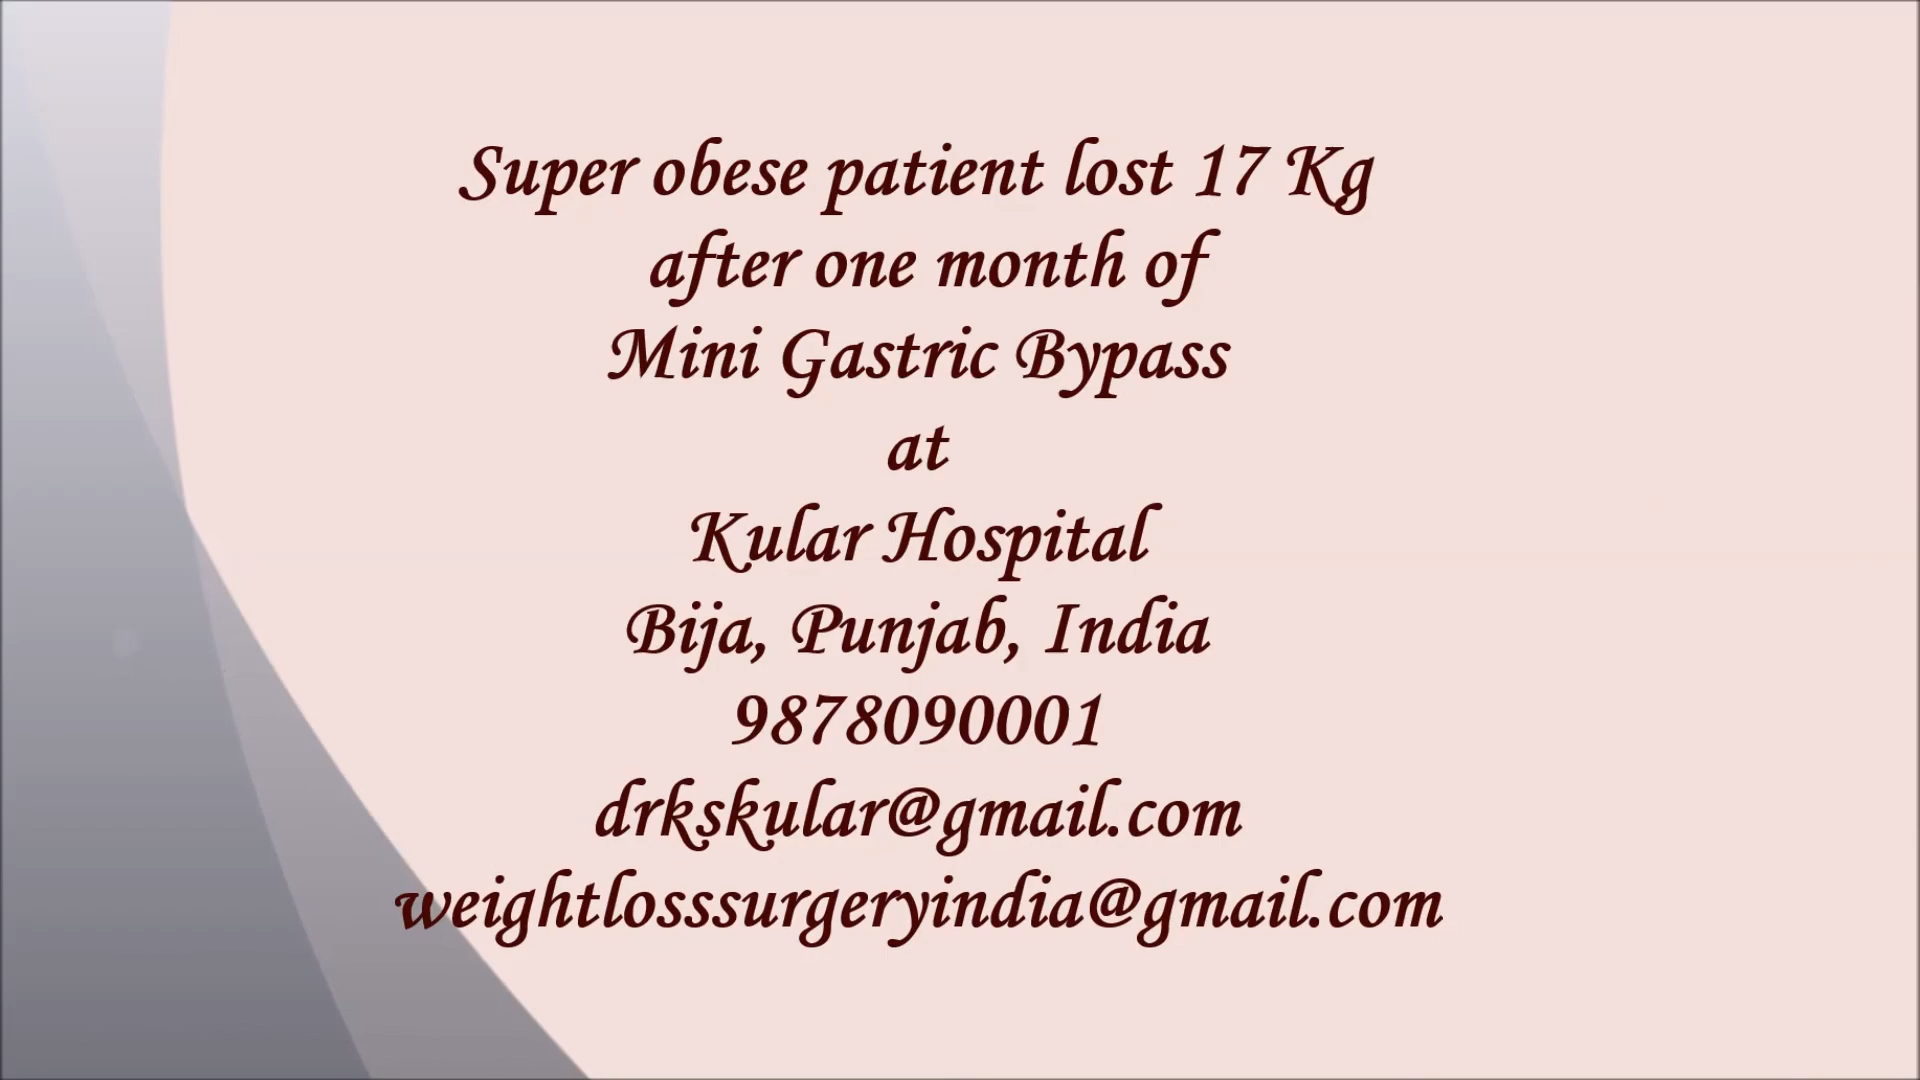 Super obese patient lost 17 Kg
after one month of
Mini Gastric Bypass
at
Kular Hospital
Bija, Punjab, India
9878090001
drkskular@gmail.com
weightlosssurgeryindia@gmail.com